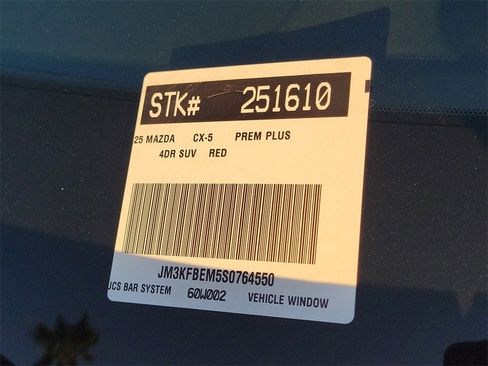 STK# 251610
25 MAZDA CX-5 PREM PLUS
4DR SUV RED
JM3KFBEM5S0764550
UCS BAR SYSTEM 60W002 VEHICLE WINDOW